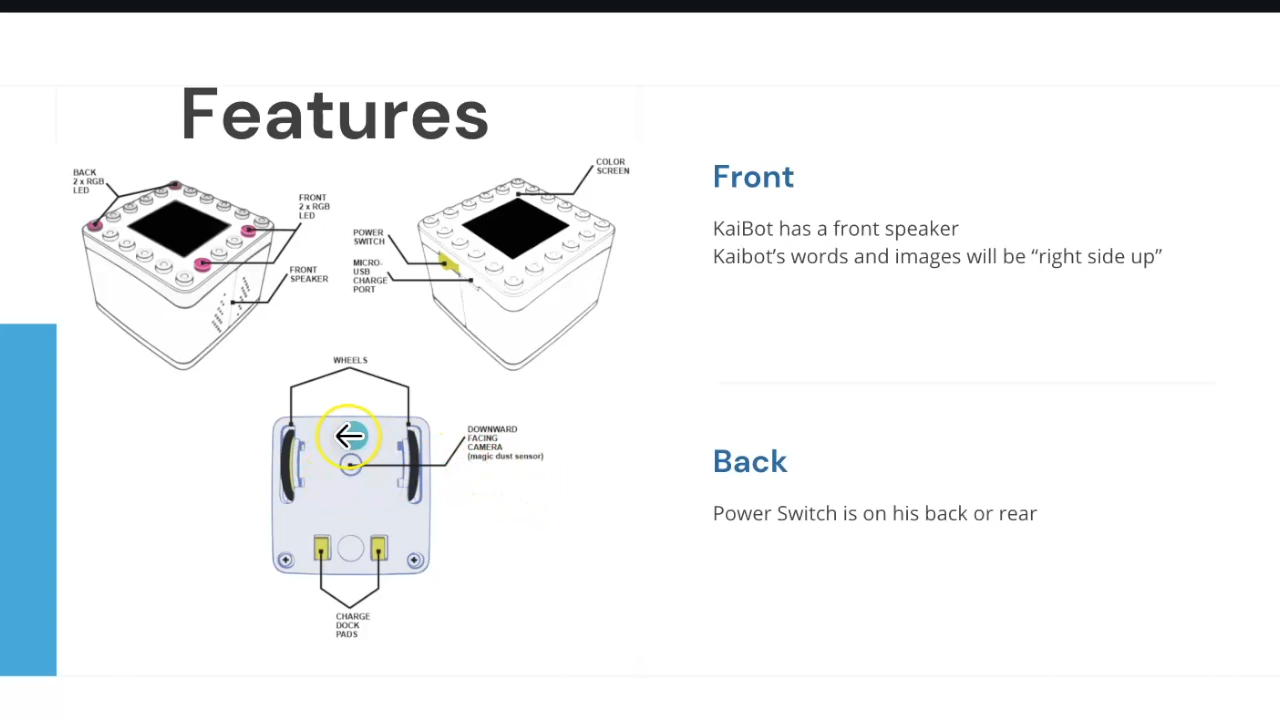 Features
BACK
2 x RGB
LED
FRONT
2 x RGB
LED
FRONT
SPEAKER
COLOR
SCREEN
POWER
SWITCH
MICRO-
USB
CHARGE
PORT
WHEELS
DOWNWARD
FACING
CAMERA
(magic dust sensor)
CHARGE
DOCK
PADS
Front
KaiBot has a front speaker
Kaibot’s words and images will be “right side up”
Back
Power Switch is on his back or rear